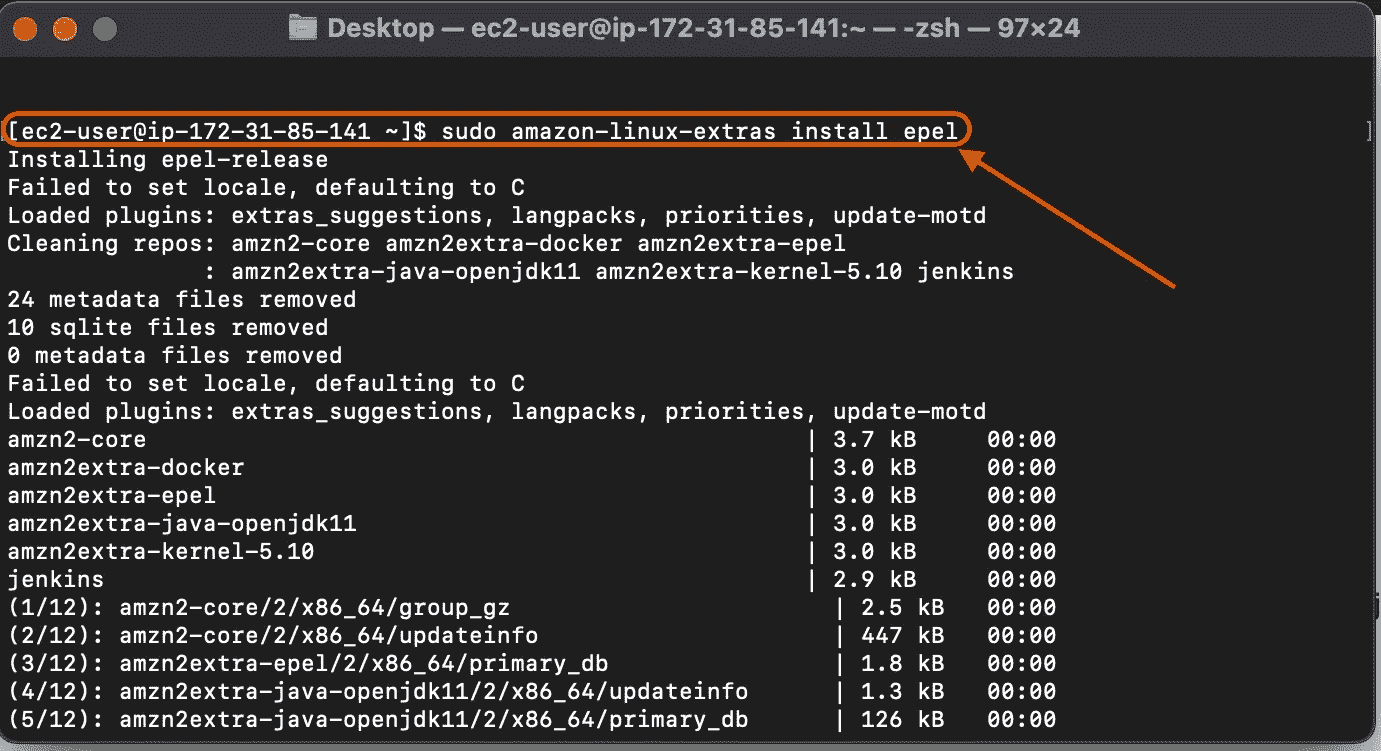 Desktop — ec2-user@ip-172-31-85-141:~ — -zsh — 97×24
[ec2-user@ip-172-31-85-141 ~]$ sudo amazon-linux-extras install epel ]
Installing epel-release
Failed to set locale, defaulting to C
Loaded plugins: extras_suggestions, langpacks, priorities, update-motd
Cleaning repos: amzn2-core amzn2extra-docker amzn2extra-epel
              : amzn2extra-java-openjdk11 amzn2extra-kernel-5.10 jenkins
24 metadata files removed
10 sqlite files removed
0 metadata files removed
Failed to set locale, defaulting to C
Loaded plugins: extras_suggestions, langpacks, priorities, update-motd
amzn2-core | 3.7 kB 00:00
amzn2extra-docker | 3.0 kB 00:00
amzn2extra-epel | 3.0 kB 00:00
amzn2extra-java-openjdk11 | 3.0 kB 00:00
amzn2extra-kernel-5.10 | 3.0 kB 00:00
jenkins | 2.9 kB 00:00
(1/12): amzn2-core/2/x86_64/group_gz | 2.5 kB 00:00
(2/12): amzn2-core/2/x86_64/updateinfo | 447 kB 00:00
(3/12): amzn2extra-epel/2/x86_64/primary_db | 1.8 kB 00:00
(4/12): amzn2extra-java-openjdk11/2/x86_64/updateinfo | 1.3 kB 00:00
(5/12): amzn2extra-java-openjdk11/2/x86_64/primary_db | 126 kB 00:00